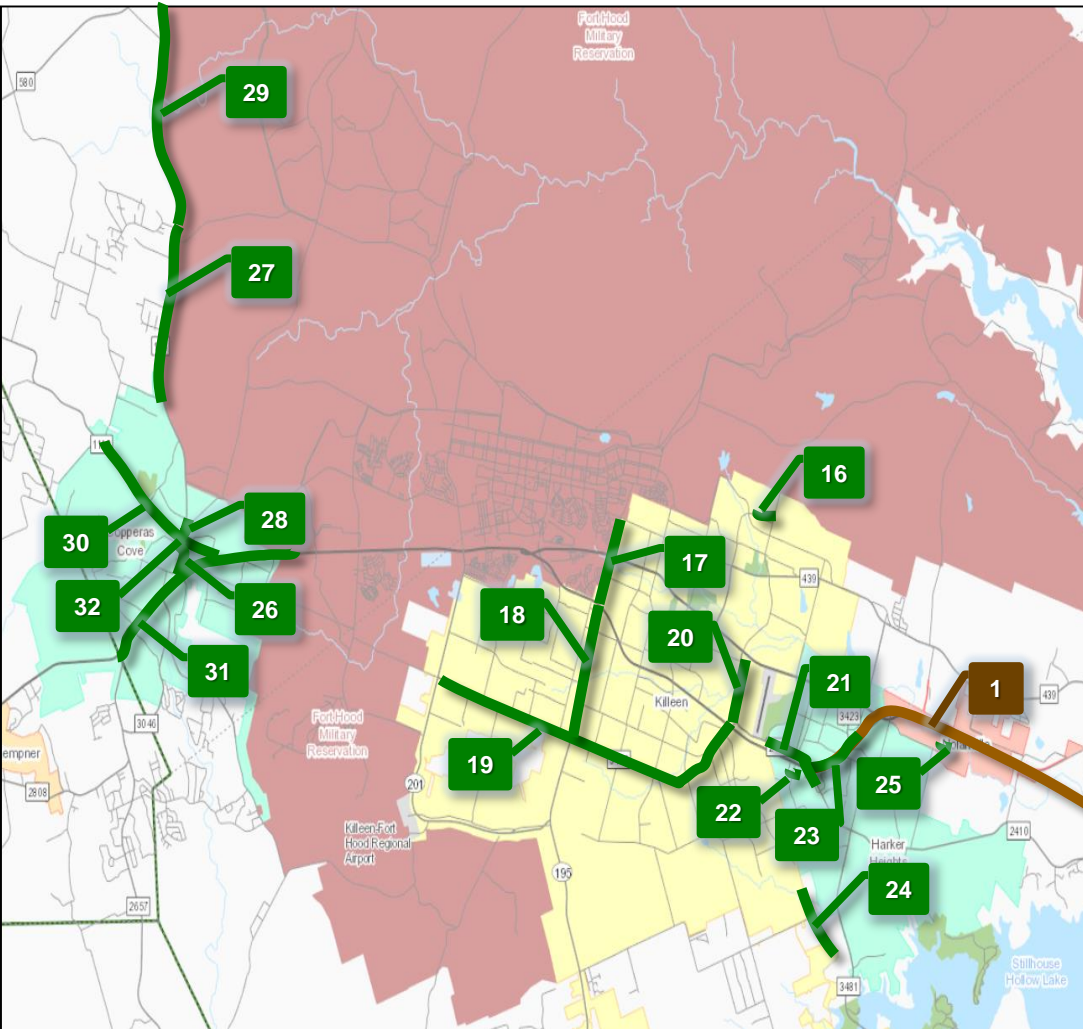 Fort Hood
Military
Reservation
580
29
27
16
30
28
Copperas
Cove
17
439
32
26
18
20
31
Killeen
21
1
439
3423
Fort Hood
Military
Reservation
3046
19
25
2808
201
22
23
Killeen-Fort
Hood Regional
Airport
2410
Harker
Heights
195
24
2657
Stillhouse
Hollow Lake
3481